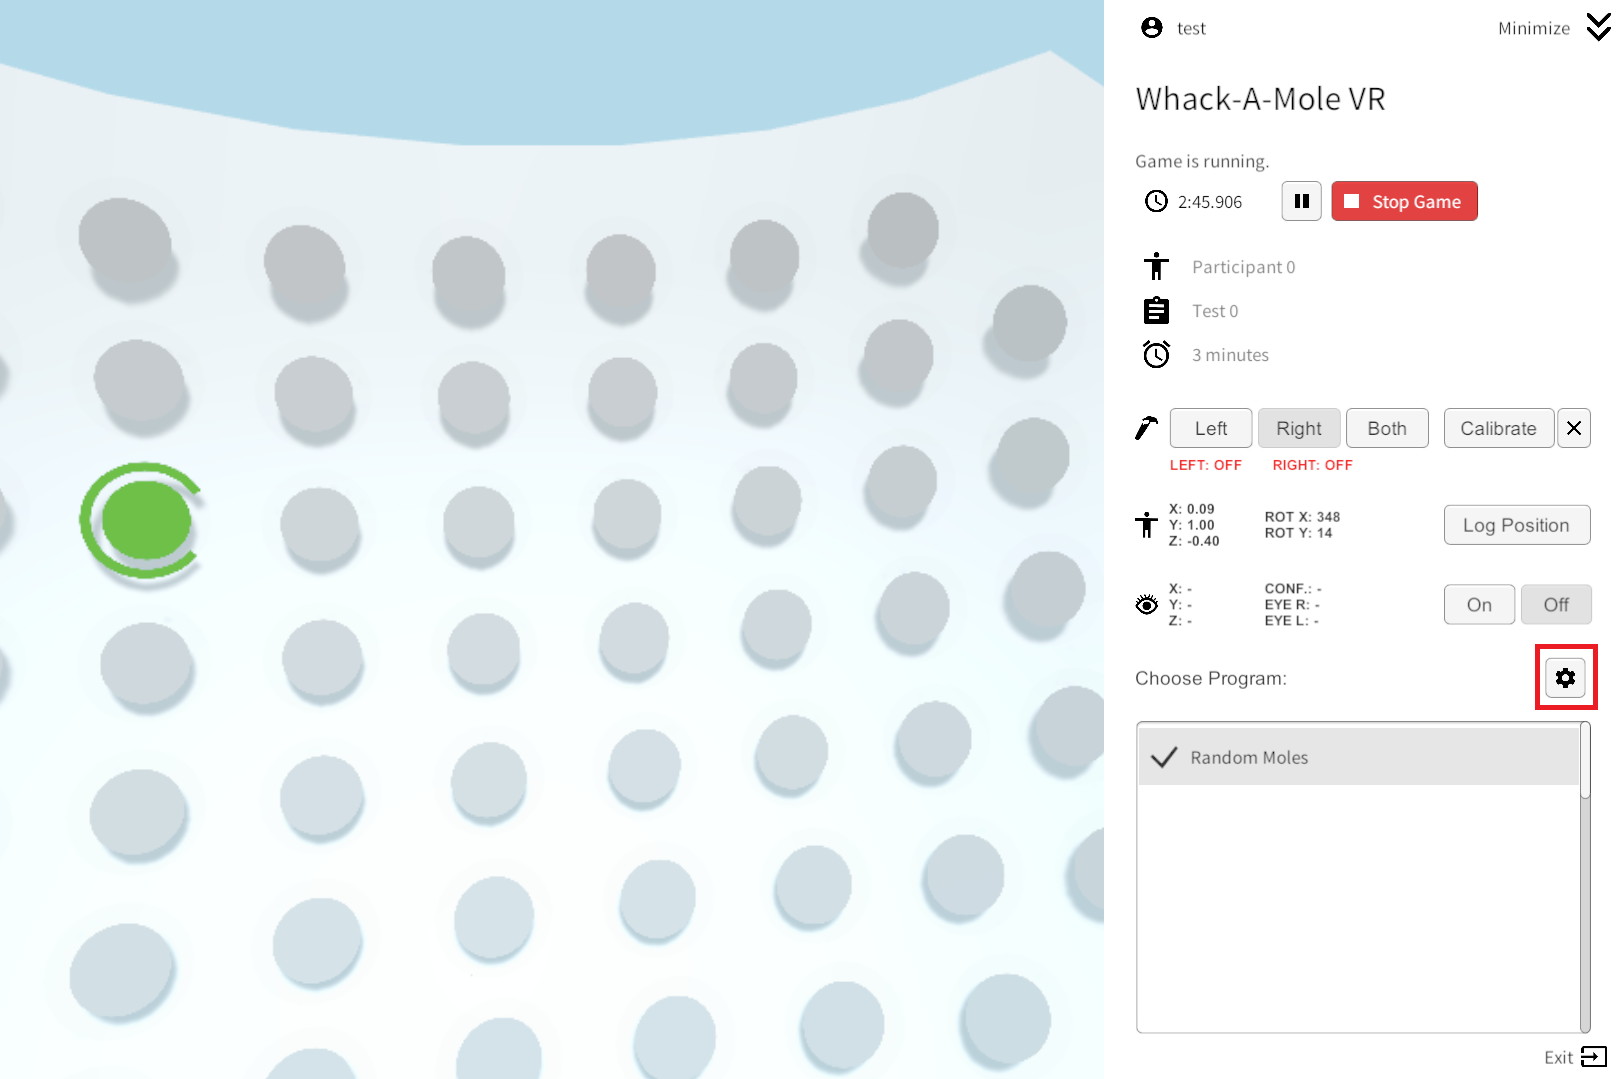 test
Minimize
Whack-A-Mole VR
Game is running.
2:45.906
Stop Game
Participant 0
Test 0
3 minutes
Left Right Both Calibrate
LEFT: OFF RIGHT: OFF
X: 0.09
Y: 1.00
Z: -0.40
ROT X: 348
ROT Y: 14
Log Position
X: -
Y: -
Z: -
CONF.: -
EYE R: -
EYE L: -
On Off
Choose Program:
Random Moles
Exit